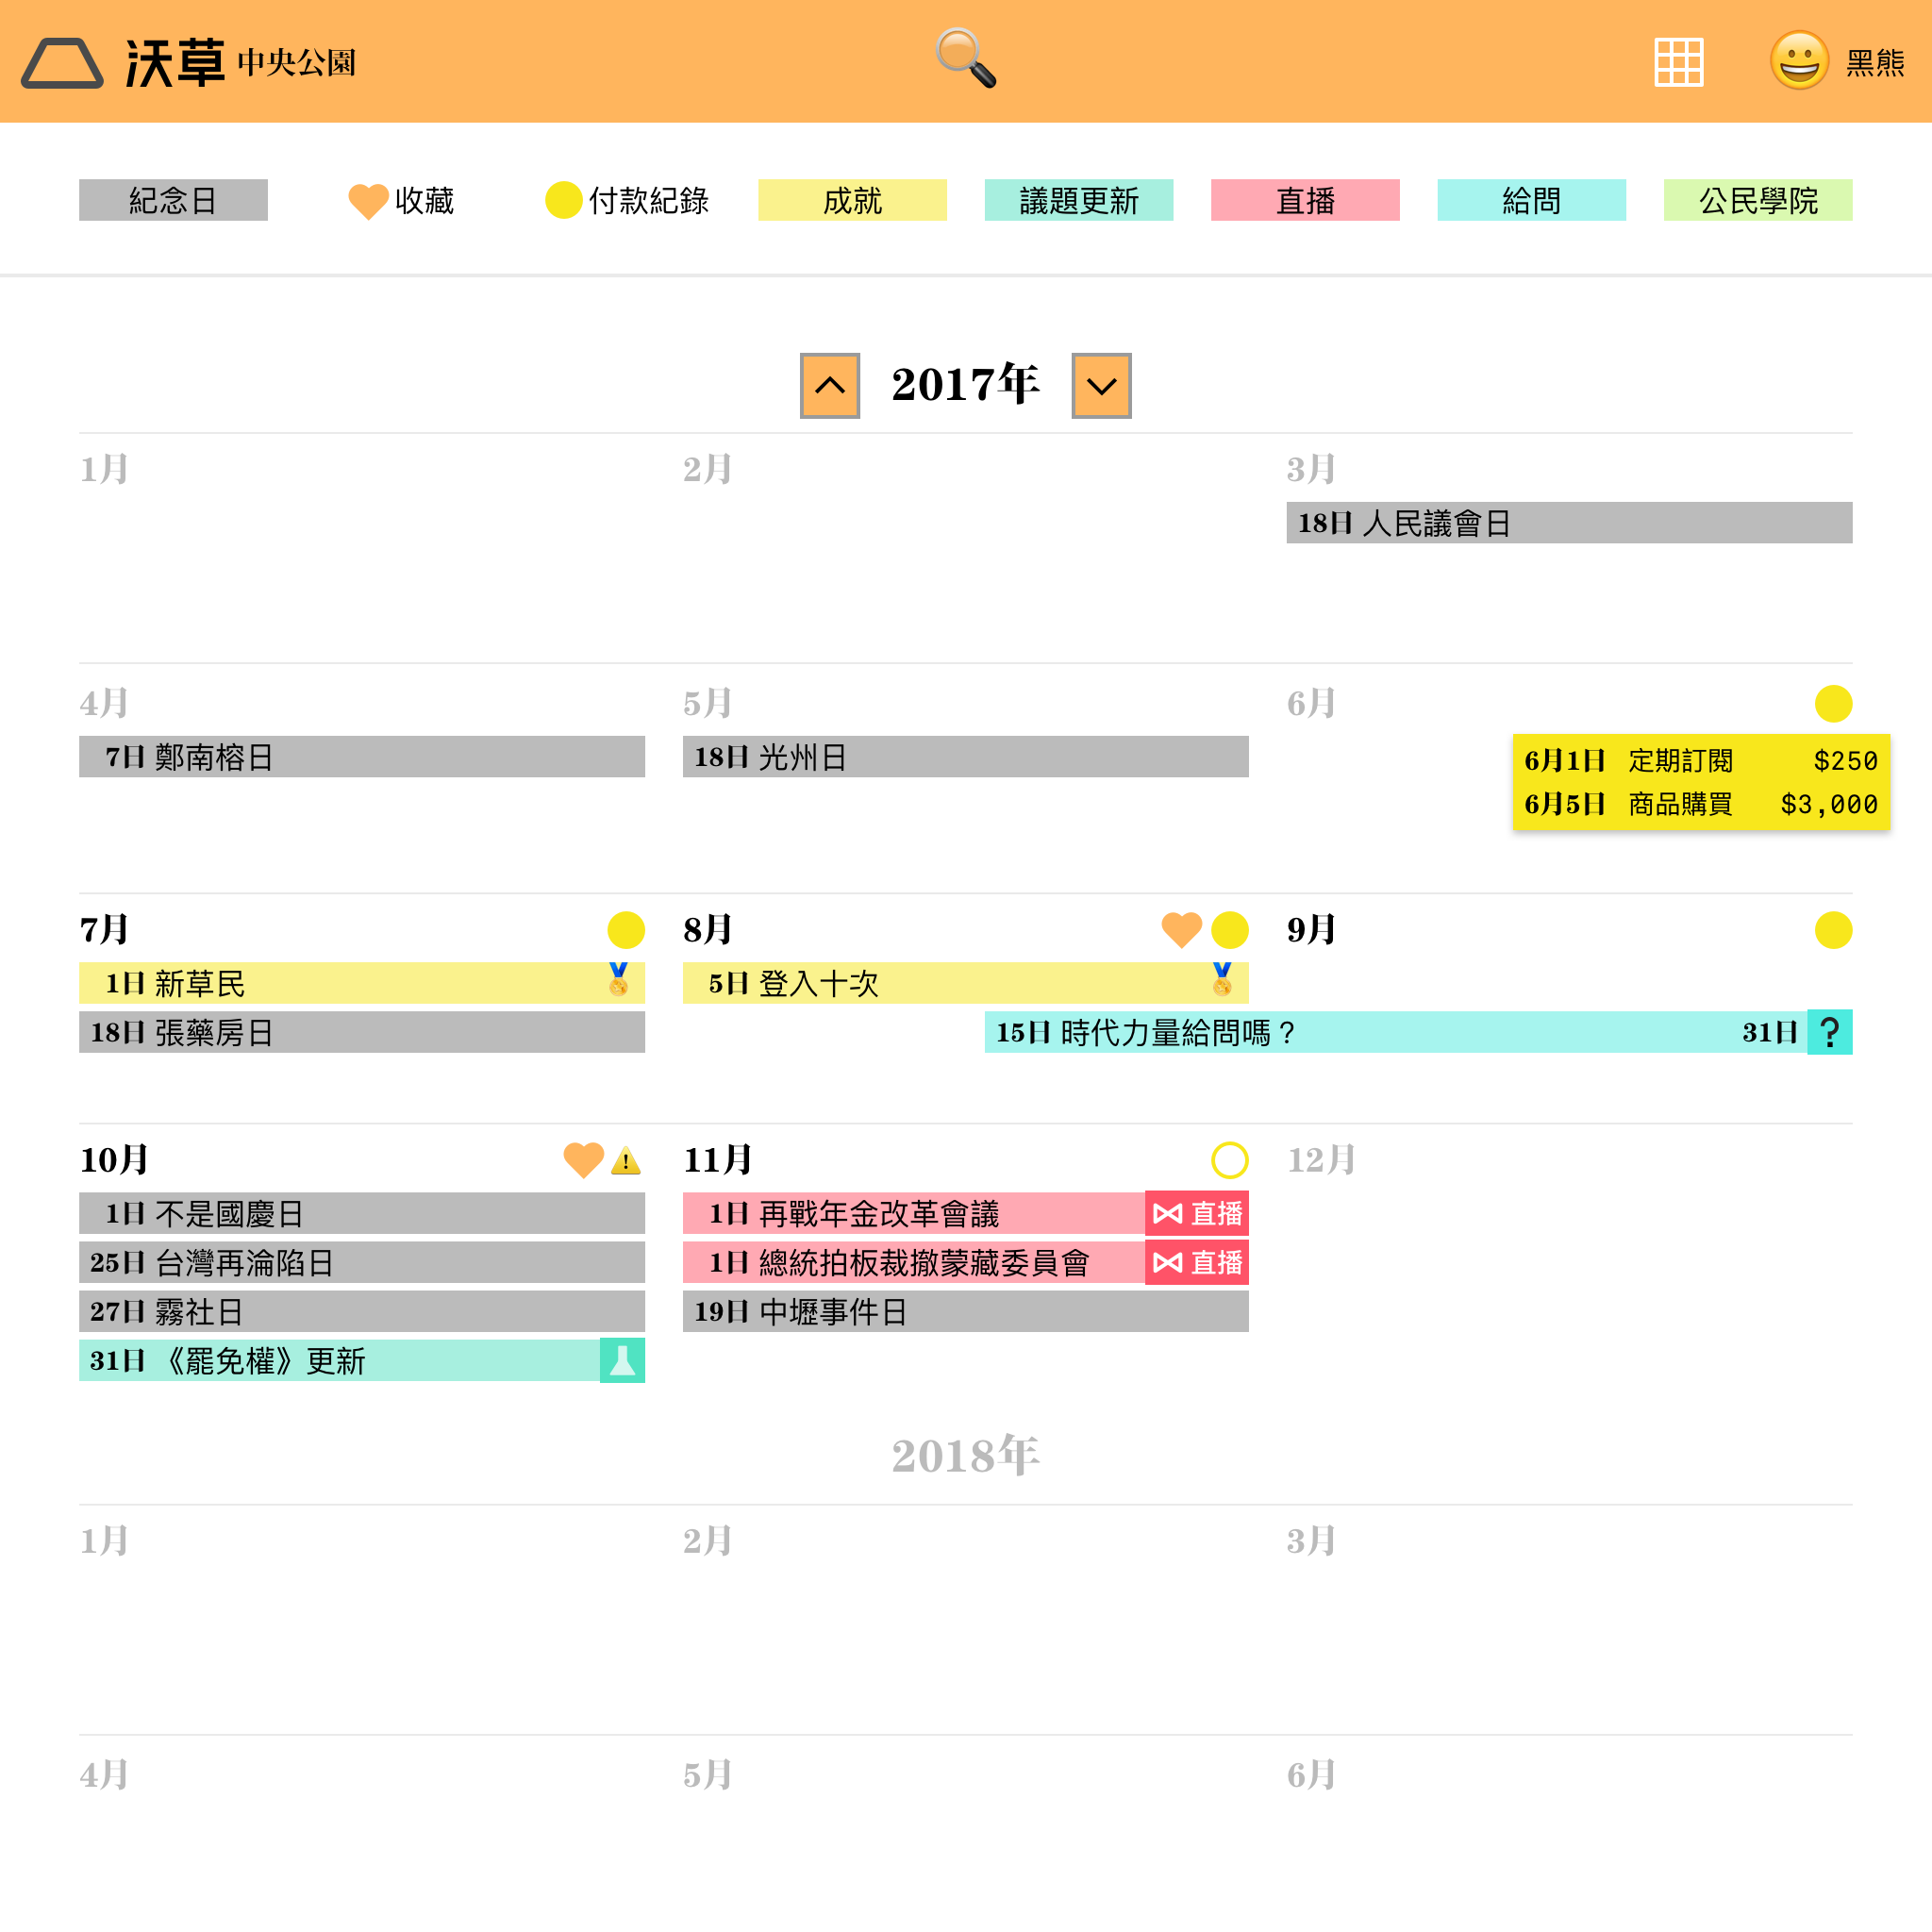 沃草 中央公園
黑熊
紀念日 收藏 付款紀錄 成就 議題更新 直播 給問 公民學院
2017年
1月 2月 3月
18日 人民議會日
4月 5月 6月
7日 鄭南榕日
18日 光州日
6月1日 定期訂閱 $250
6月5日 商品購買 $3,000
7月 8月 9月
1日 新草民
5日 登入十次
18日 張藥房日
15日 時代力量給問嗎？ 31日 ?
10月 11月 12月
1日 不是國慶日
1日 再戰年金改革會議 直播
25日 台灣再淪陷日
1日 總統拍板裁撤蒙藏委員會 直播
27日 霧社日
19日 中壢事件日
31日 《罷免權》更新
2018年
1月 2月 3月
4月 5月 6月